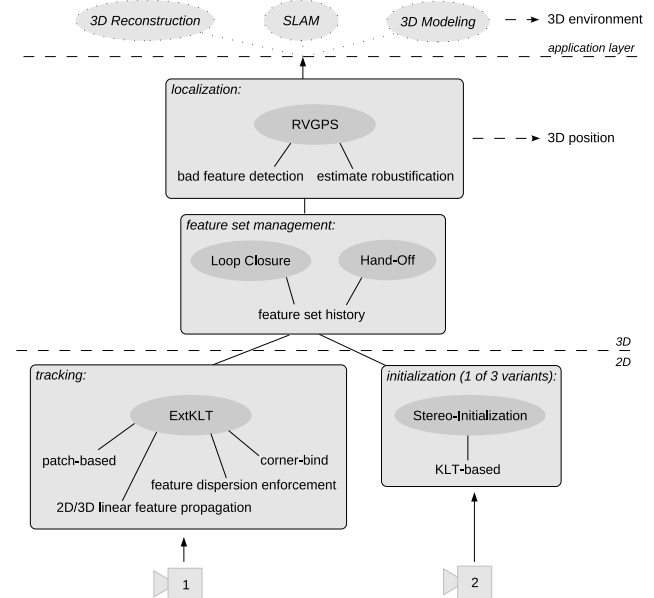 3D Reconstruction
SLAM
3D Modeling
3D environment
application layer
localization:
RVGPS
3D position
bad feature detection
estimate robustification
feature set management:
Loop Closure
Hand-Off
feature set history
3D
2D
tracking:
initialization (1 of 3 variants):
ExtKLT
Stereo-Initialization
patch-based
corner-bind
KLT-based
feature dispersion enforcement
2D/3D linear feature propagation
1
2